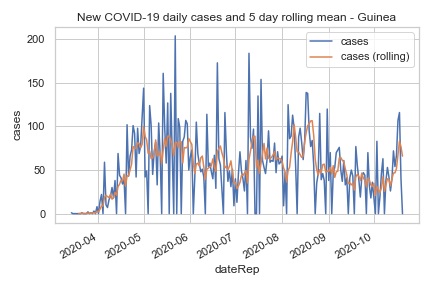 New COVID-19 daily cases and 5 day rolling mean - Guinea
cases
cases (rolling)
200
150
100
50
0
cases
2020-04
2020-05
2020-06
2020-07
2020-08
2020-09
2020-10
dateRep